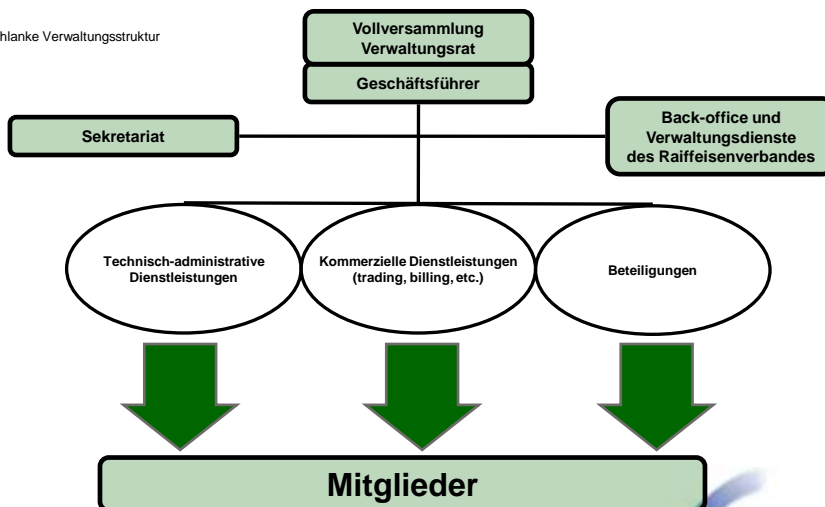 hlanke Verwaltungsstruktur
Vollversammlung
Verwaltungsrat
Geschäftsführer
Sekretariat
Back-office und
Verwaltungsdienste
des Raiffeisenverbandes
Technisch-administrative
Dienstleistungen
Kommerzielle Dienstleistungen
(trading, billing, etc.)
Beteiligungen
Mitglieder